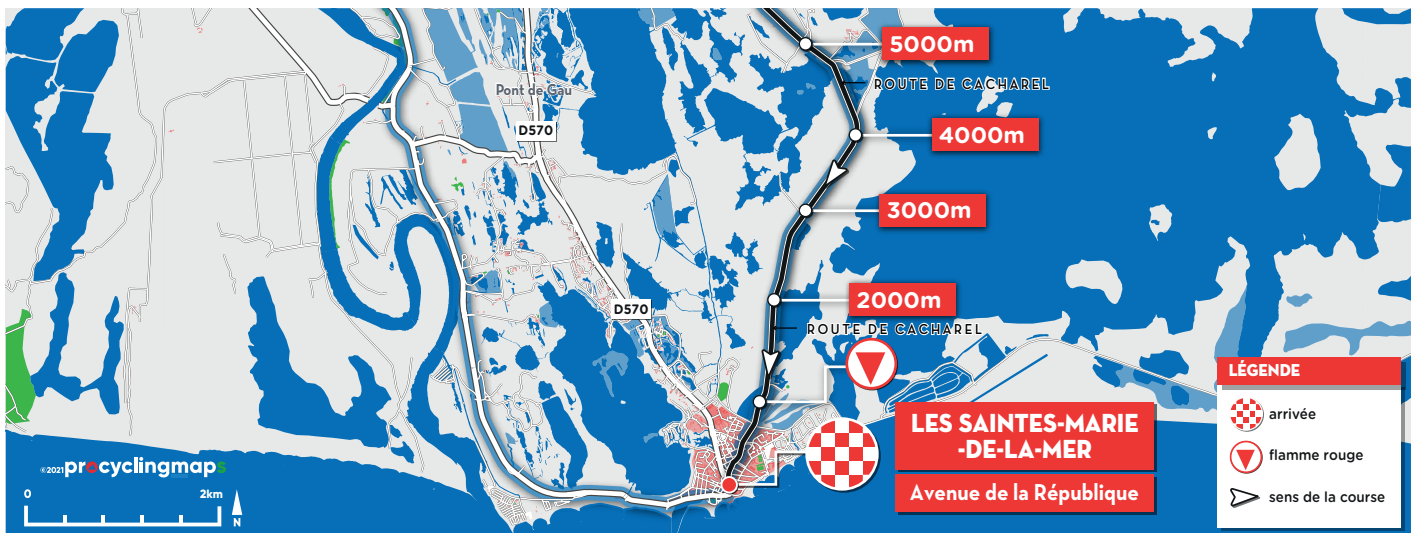 5000m
ROUTE DE CACHAREL
Pont de Gau
D570
4000m
3000m
2000m
D570
ROUTE DE CACHAREL
LES SAINTES-MARIE
-DE-LA-MER
Avenue de la République
LÉGENDE
arrivée
flamme rouge
sens de la course
©2021 procyclingmaps
0 2km
N